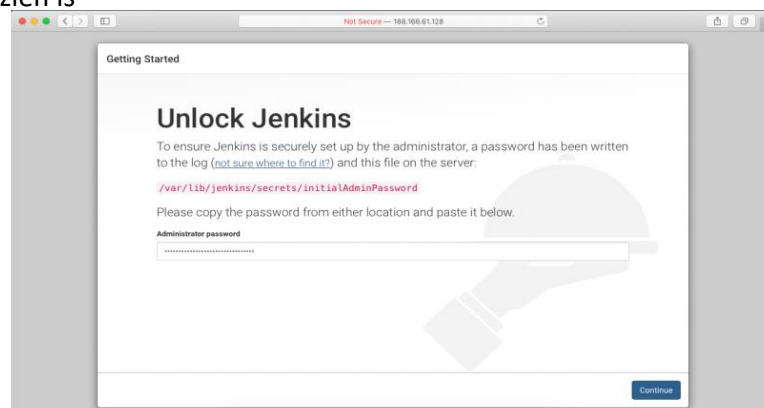 zien is
Not Secure — 188.166.61.128
Getting Started
Unlock Jenkins
To ensure Jenkins is securely set up by the administrator, a password has been written
to the log (not sure where to find it?) and this file on the server:
/var/lib/jenkins/secrets/initialAdminPassword
Please copy the password from either location and paste it below.
Administrator password
Continue